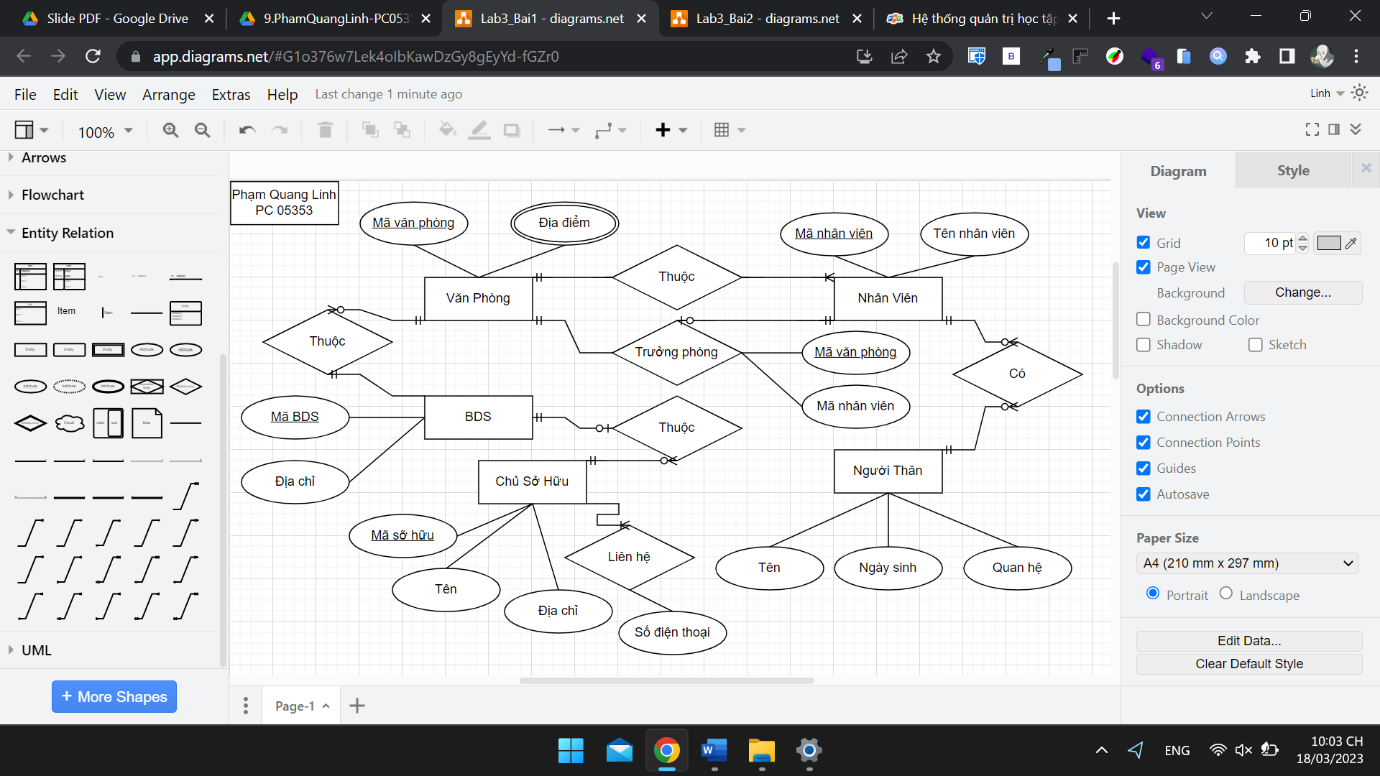 Slide PDF - Google Drive
9.PhamQuangLinh-PC053
Lab3_Bai1 - diagrams.net
Lab3_Bai2 - diagrams.net
Hệ thống quản trị học tập
app.diagrams.net/#G1o376w7Lek4oIbKawDzGy8gEyYd-fGZr0
B
6
File Edit View Arrange Extras Help Last change 1 minute ago
Linh
100%
Arrows
Flowchart
Entity Relation
Item
UML
+ More Shapes
Phạm Quang Linh
PC 05353
Mã văn phòng
Địa điểm
Mã nhân viên
Tên nhân viên
Văn Phòng
Thuộc
Nhân Viên
Thuộc
Trưởng phòng
Mã văn phòng
Có
Mã nhân viên
Mã BDS
BDS
Thuộc
Địa chỉ
Chủ Sở Hữu
Người Thân
Mã sỡ hữu
Liên hệ
Tên
Địa chỉ
Số điện thoại
Tên
Ngày sinh
Quan hệ
Page-1
Diagram
Style
View
Grid
10 pt
Page View
Background
Change...
Background Color
Shadow
Sketch
Options
Connection Arrows
Connection Points
Guides
Autosave
Paper Size
A4 (210 mm x 297 mm)
Portrait
Landscape
Edit Data...
Clear Default Style
ENG
10:03 CH
18/03/2023